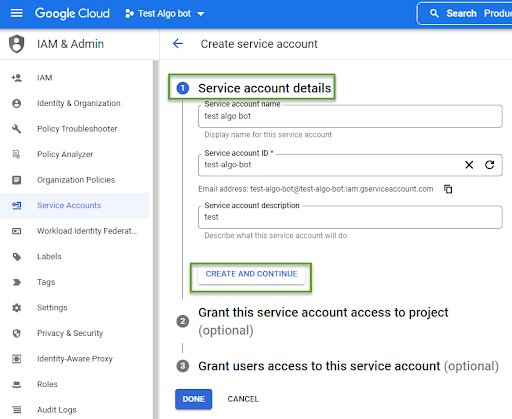 Google Cloud
Test Algo bot
Search Produc
IAM & Admin
Create service account
IAM
Identity & Organization
Policy Troubleshooter
Policy Analyzer
Organization Policies
Service Accounts
Workload Identity Federat...
Labels
Tags
Settings
Privacy & Security
Identity-Aware Proxy
Roles
Audit Logs
1 Service account details
Service account name
test algo bot
Display name for this service account
Service account ID *
test-algo-bot
Email address: test-algo-bot@test-algo-bot.iam.gserviceaccount.com
Service account description
test
Describe what this service account will do
CREATE AND CONTINUE
2 Grant this service account access to project
(optional)
3 Grant users access to this service account (optional)
DONE CANCEL